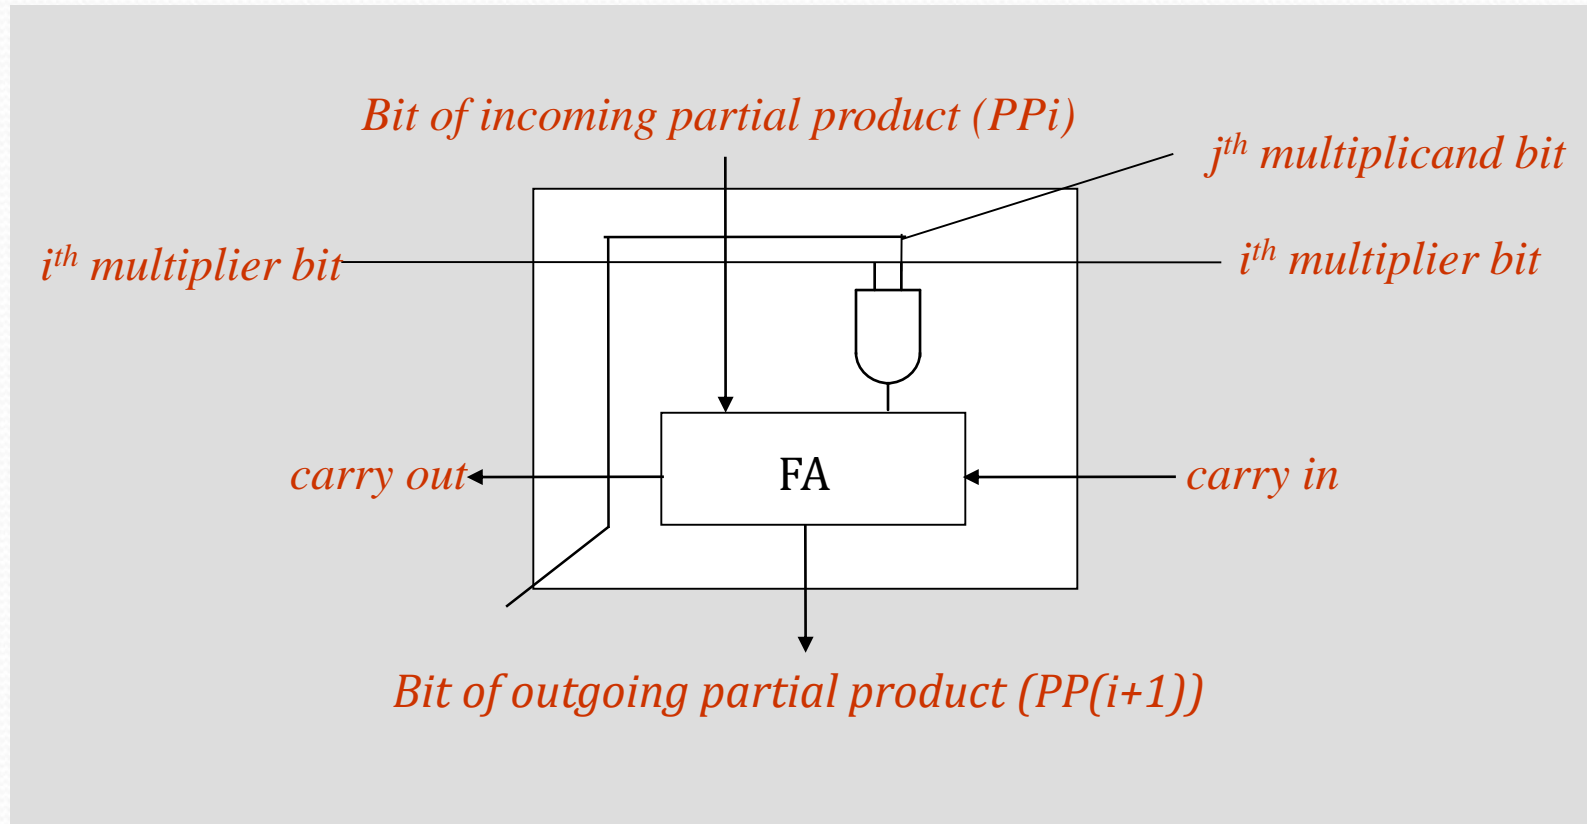 Bit of incoming partial product (PPi)
jth multiplicand bit
ith multiplier bit
ith multiplier bit
carry out
FA
carry in
Bit of outgoing partial product (PP(i+1))